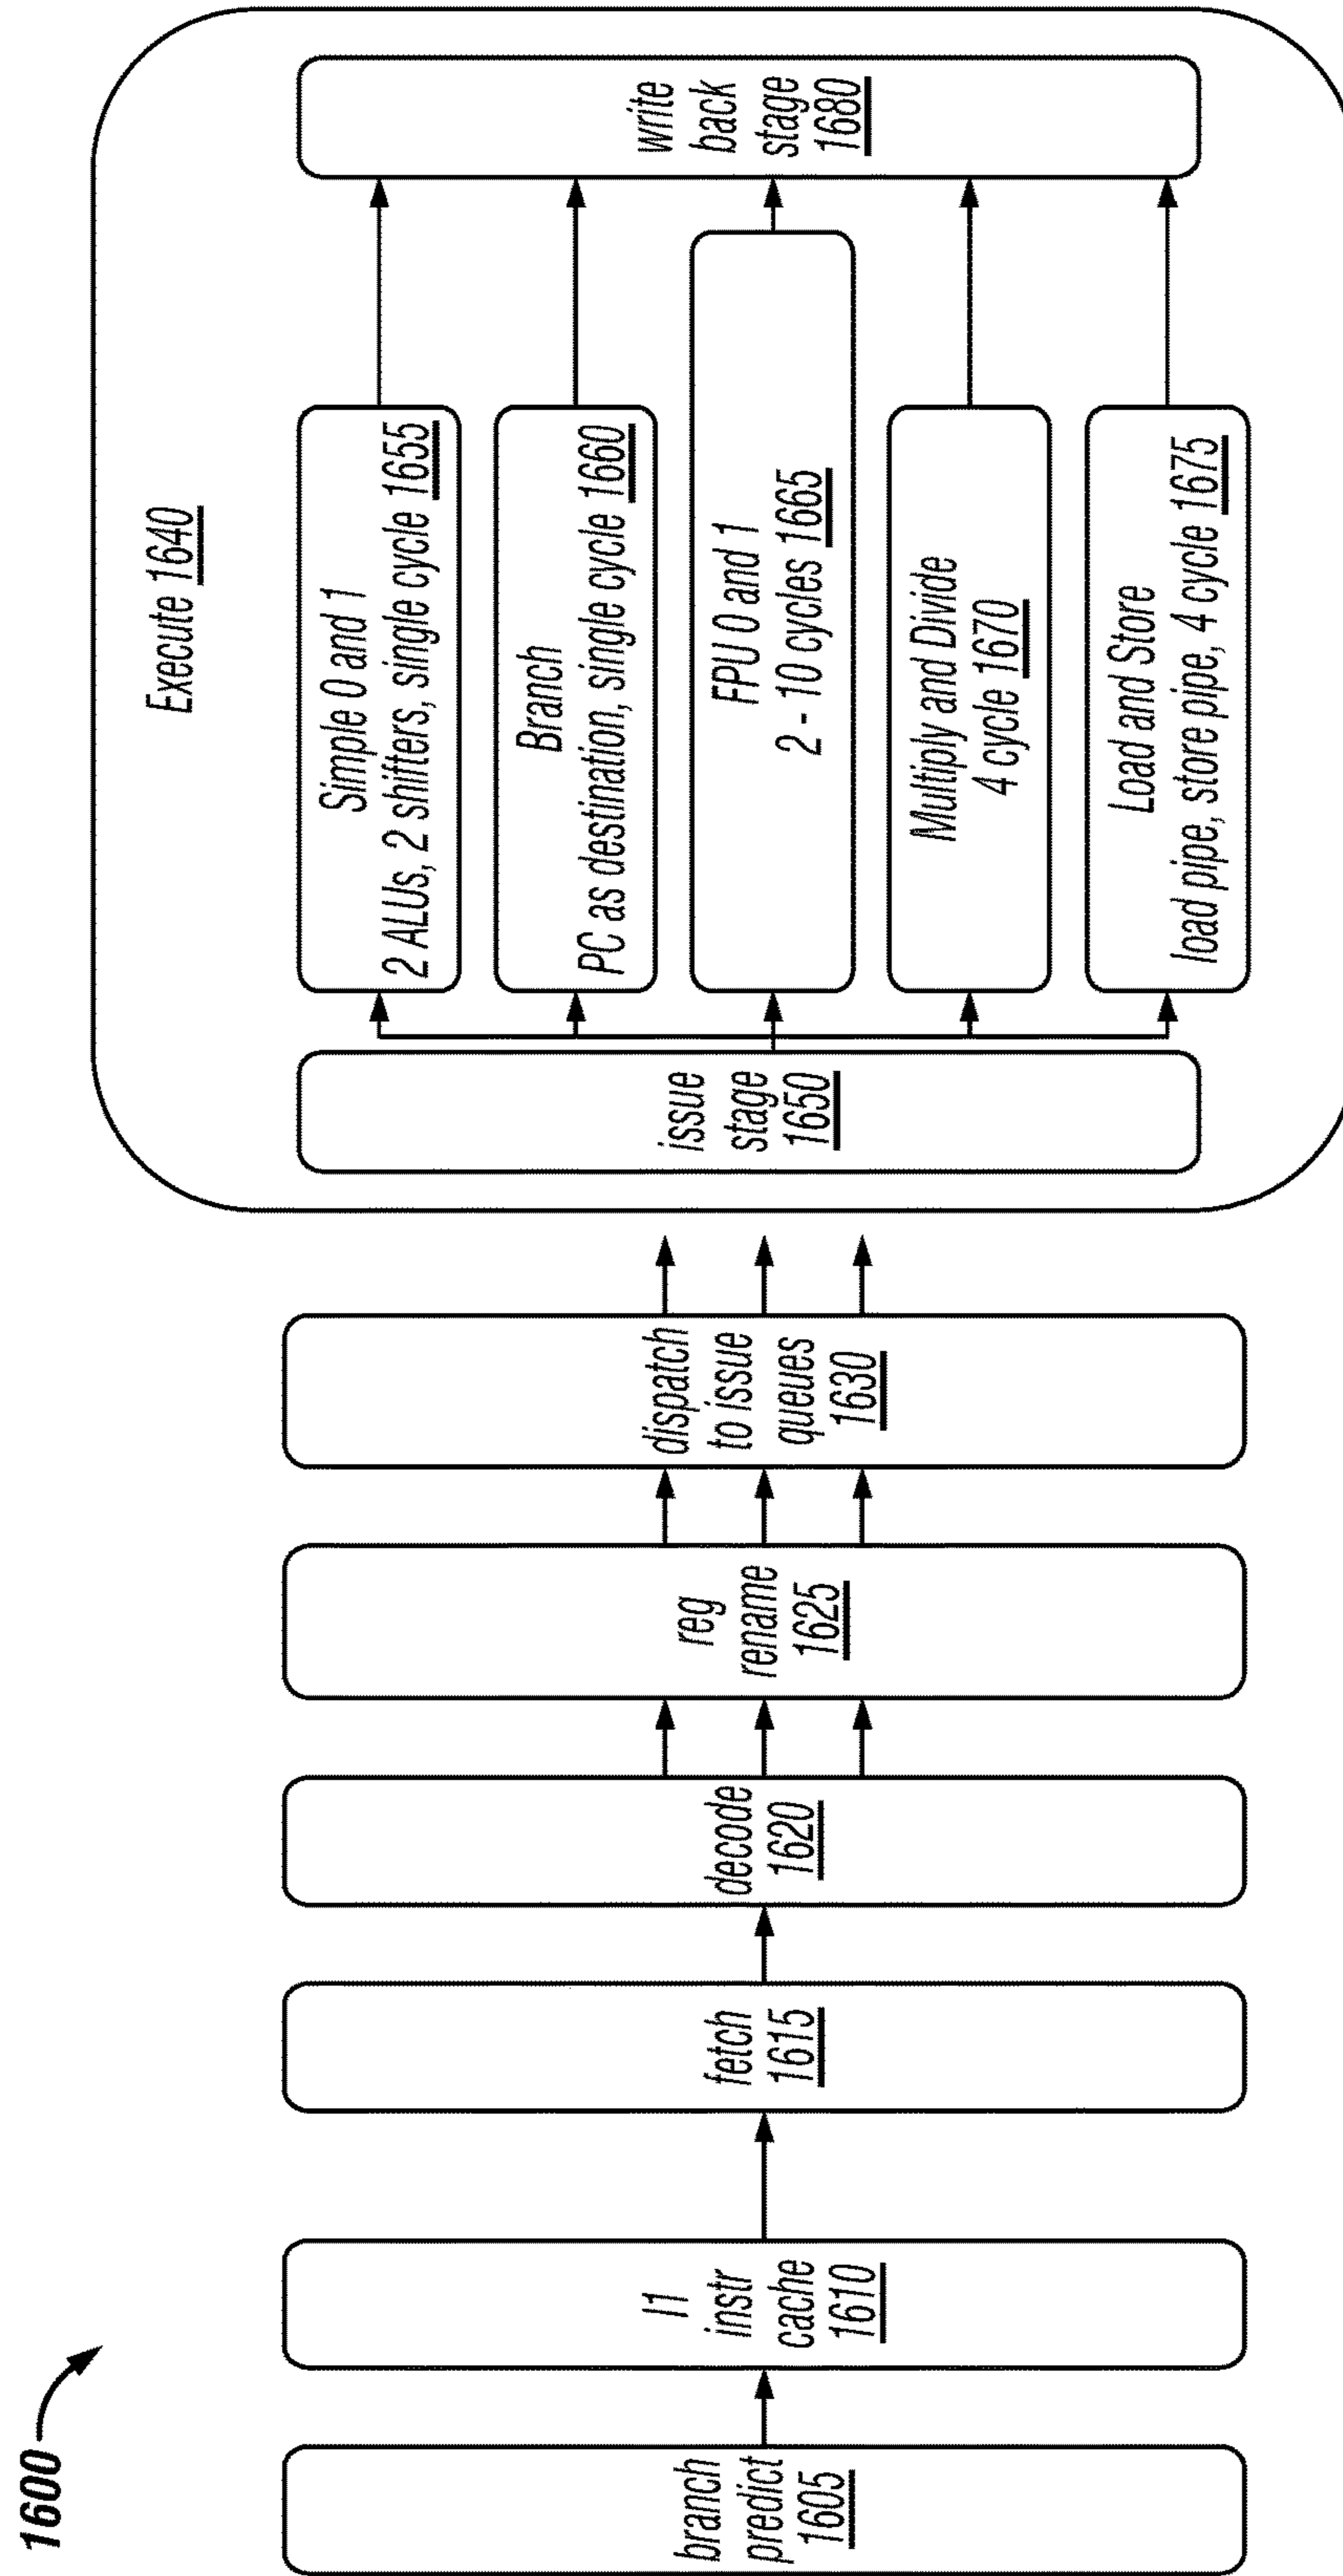 1600
branch
predict
1605
I1
instr
cache
1610
fetch
1615
decode
1620
reg
rename
1625
dispatch
to issue
queues
1630
Execute 1640
issue
stage
1650
Simple 0 and 1
2 ALUs, 2 shifters, single cycle 1655
Branch
PC as destination, single cycle 1660
FPU 0 and 1
2 - 10 cycles 1665
Multiply and Divide
4 cycle 1670
Load and Store
load pipe, store pipe, 4 cycle 1675
write
back
stage
1680